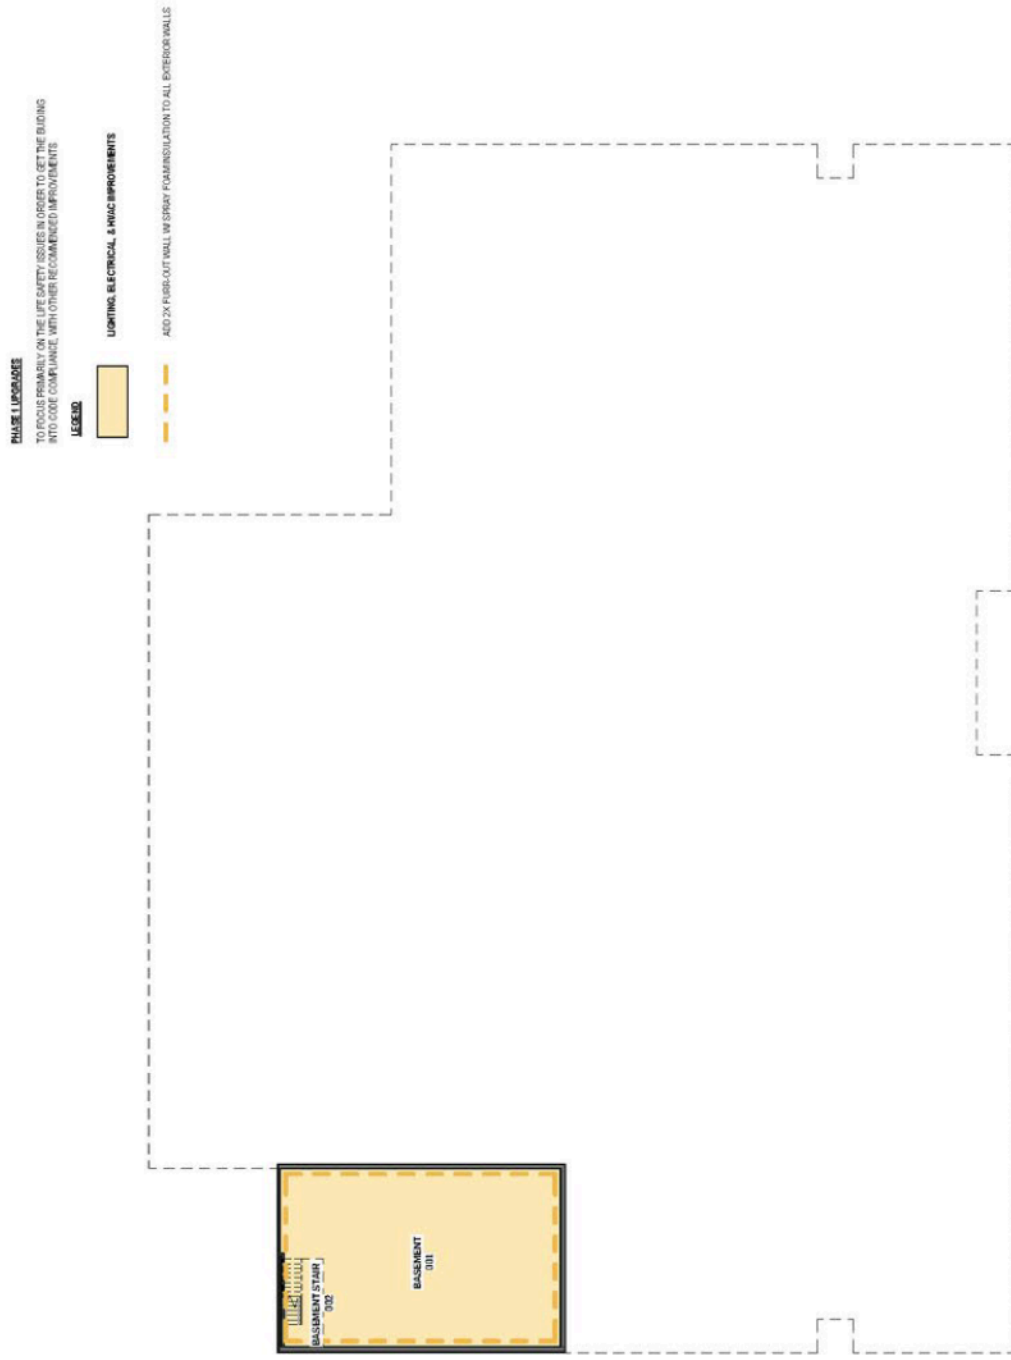 PHASE 1 UPGRADES
TO FOCUS PRIMARILY ON THE LIFE SAFETY ISSUES IN ORDER TO GET THE BUIDING
INTO CODE COMPLIANCE, WITH OTHER RECOMMENDED IMPROVEMENTS
LEGEND
LIGHTING, ELECTRICAL, & HVAC IMPROVEMENTS
ADD 2X FURR-OUT WALL W/ SPRAY FOAM INSULATION TO ALL EXTERIOR WALLS
BASEMENT STAIR
002
BASEMENT
001